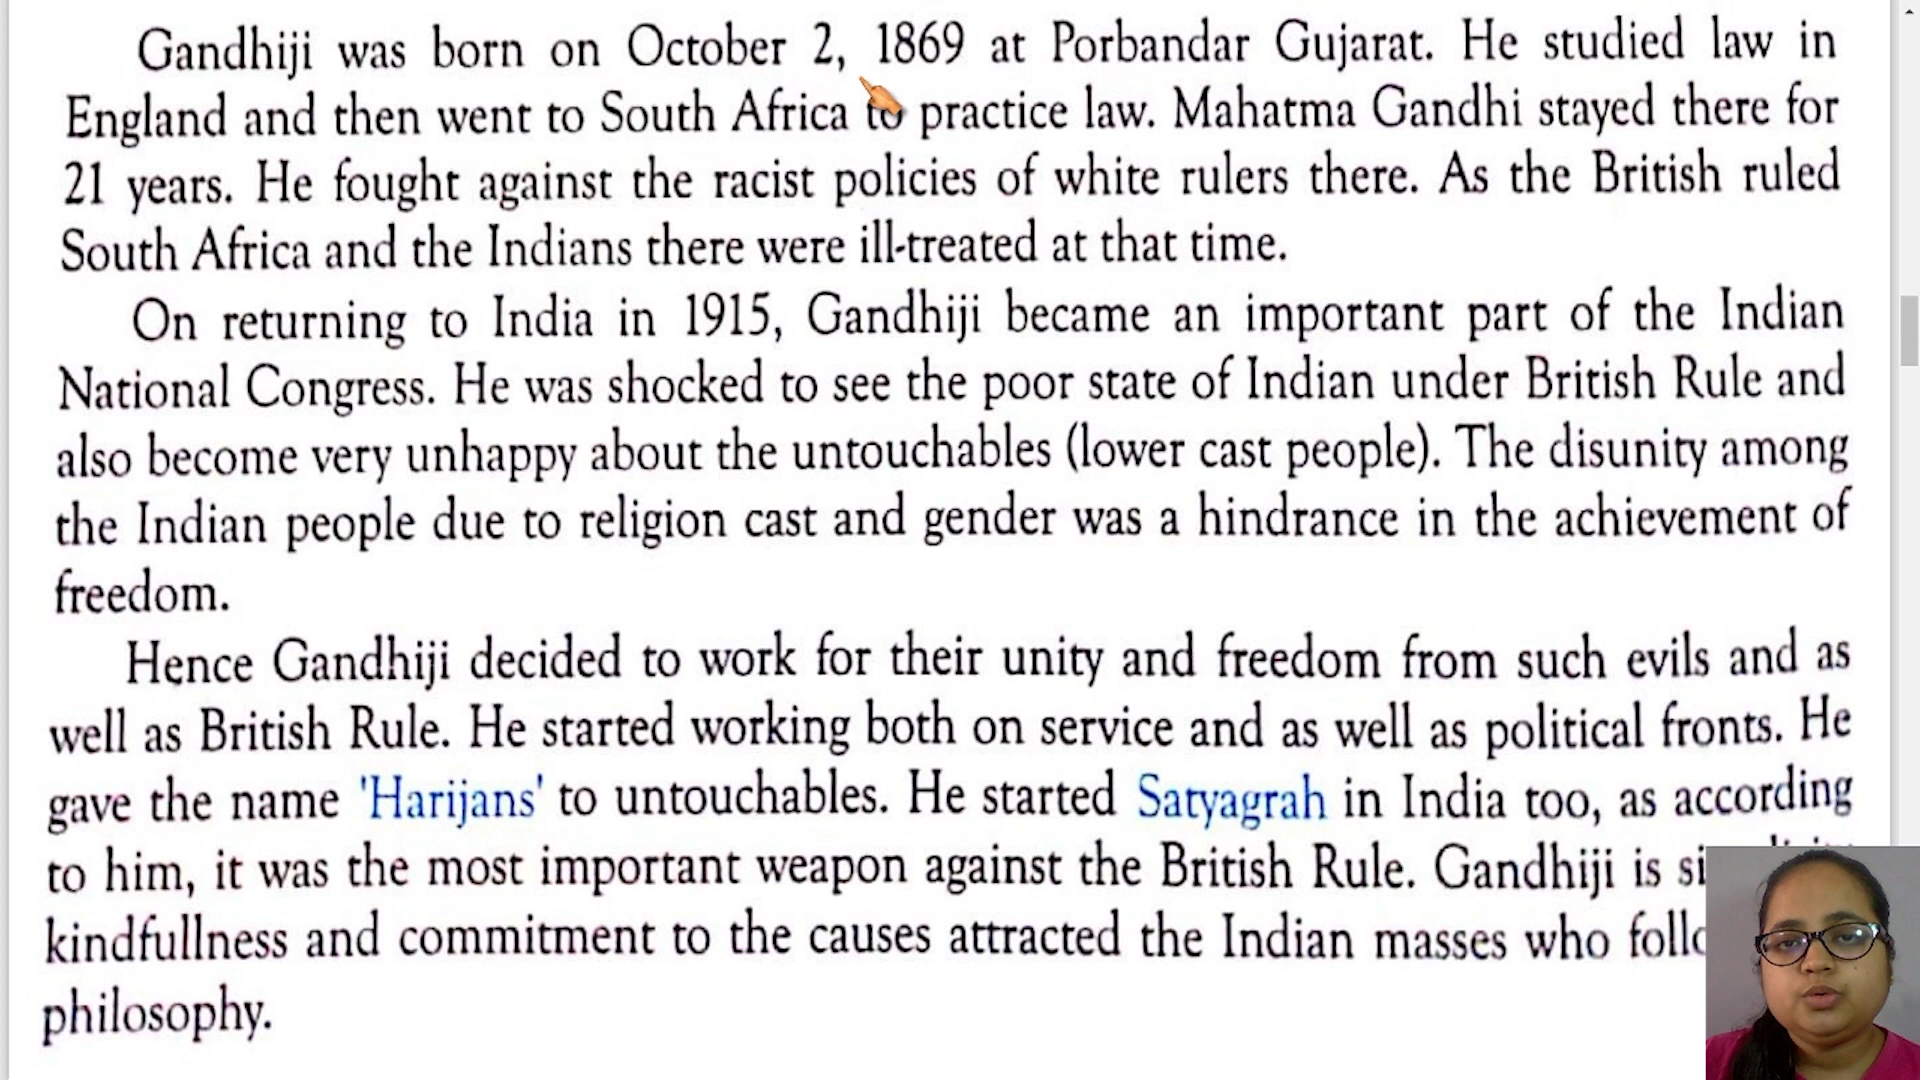 Gandhiji was born on October 2, 1869 at Porbandar Gujarat. He studied law in
England and then went to South Africa to practice law. Mahatma Gandhi stayed there for
21 years. He fought against the racist policies of white rulers there. As the British ruled
South Africa and the Indians there were ill-treated at that time.
On returning to India in 1915, Gandhiji became an important part of the Indian
National Congress. He was shocked to see the poor state of Indian under British Rule and
also become very unhappy about the untouchables (lower cast people). The disunity among
the Indian people due to religion cast and gender was a hindrance in the achievement of
freedom.
Hence Gandhiji decided to work for their unity and freedom from such evils and as
well as British Rule. He started working both on service and as well as political fronts. He
gave the name 'Harijans' to untouchables. He started Satyagrah in India too, as according
to him, it was the most important weapon against the British Rule. Gandhiji is
kindfullness and commitment to the causes attracted the Indian masses who
philosophy.